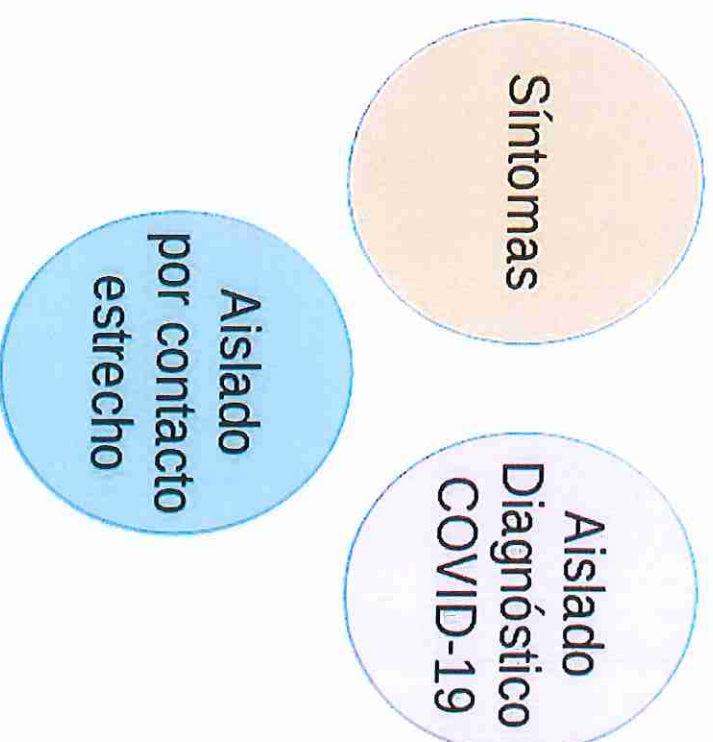 Síntomas
Aislado
Diagnóstico
COVID-19
Aislado
por contacto
estrecho